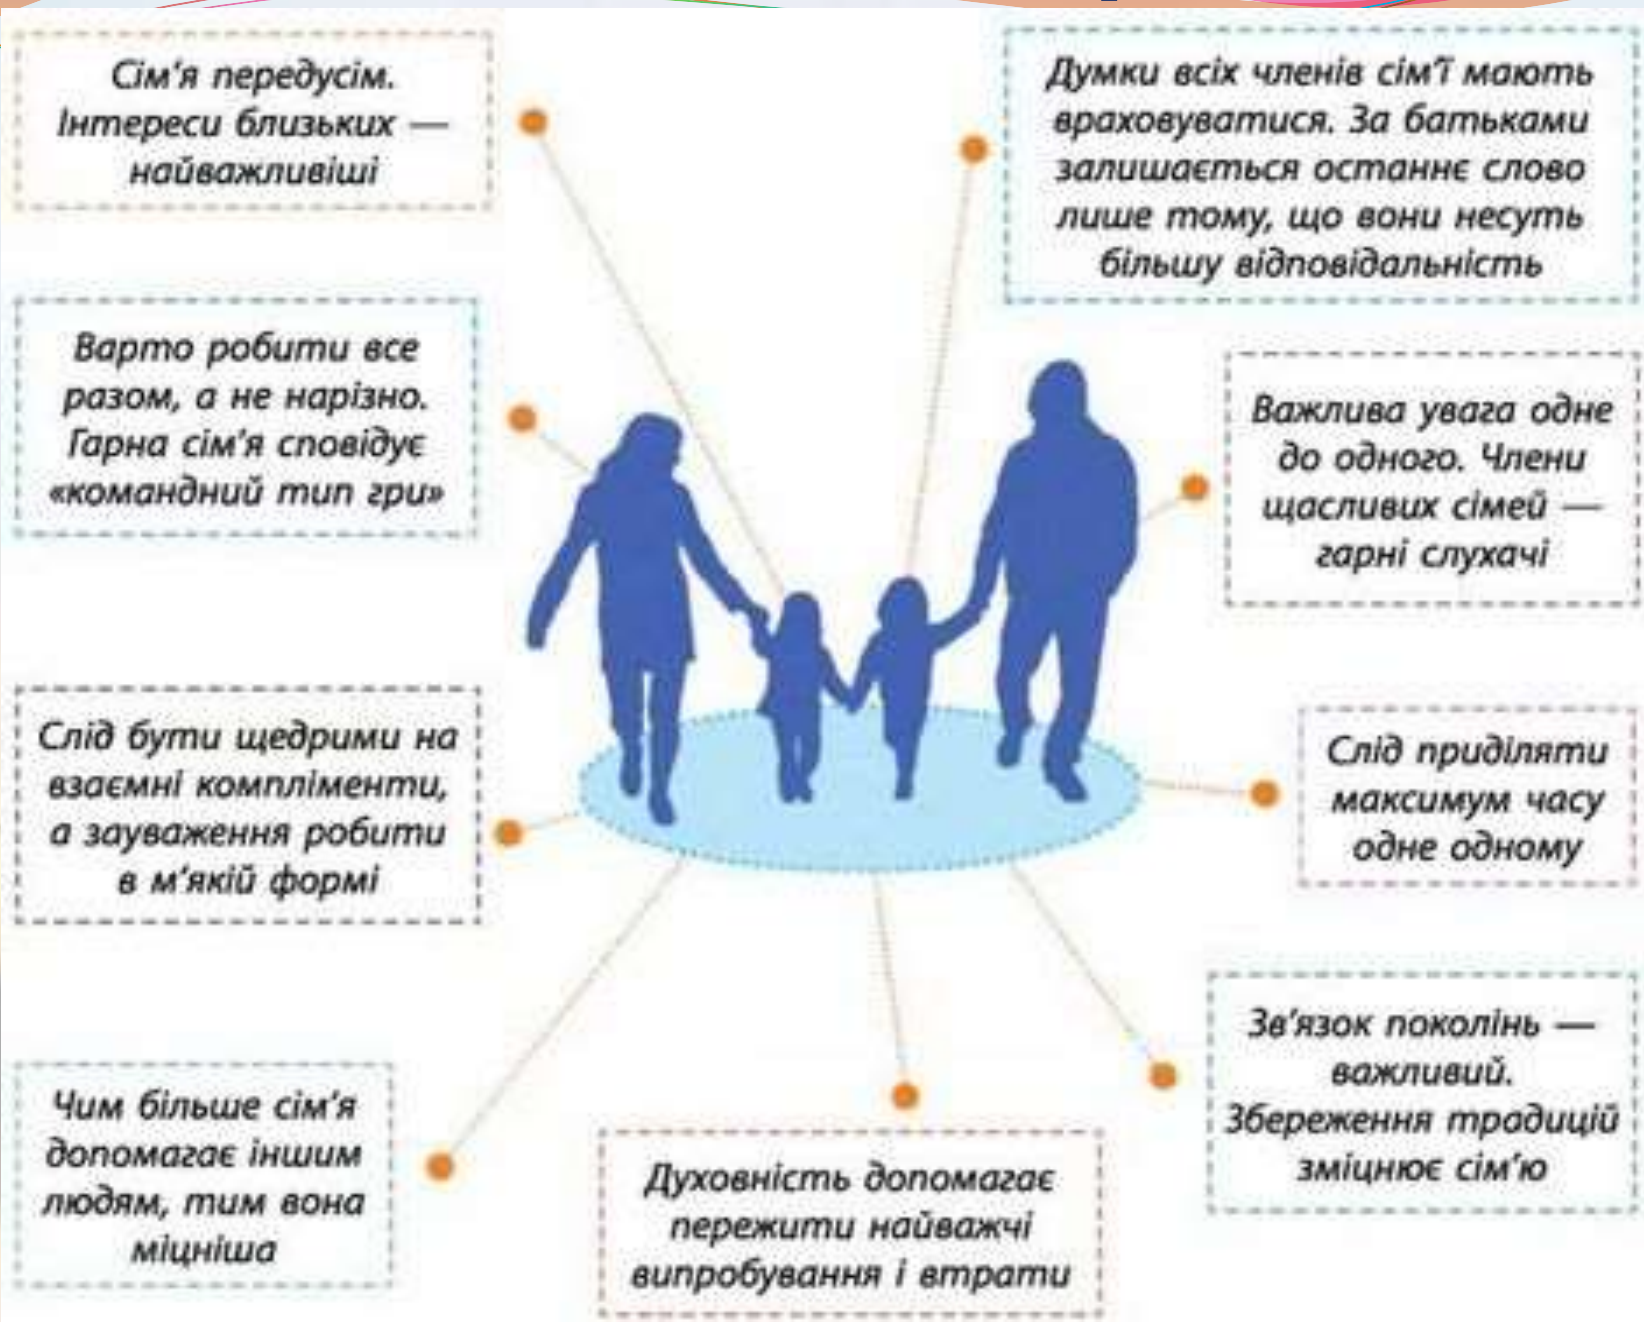 Сім’я передусім.
Інтереси близьких —
найважливіші
Думки всіх членів сім’ї мають
враховуватися. За батьками
залишається останнє слово
лише тому, що вони несуть
більшу відповідальність
Варто робити все
разом, а не нарізно.
Гарна сім’я сповідує
«командний тип гри»
Важлива увага одне
до одного. Члени
щасливих сімей —
гарні слухачі
Слід бути щедрими на
взаємні компліменти,
а зауваження робити
в м’якій формі
Слід приділяти
максимум часу
одне одному
Чим більше сім’я
допомагає іншим
людям, тим вона
міцніша
Духовність допомагає
пережити найважчі
випробування і втрати
Зв’язок поколінь —
важливий.
Збереження традицій
зміцнює сім’ю